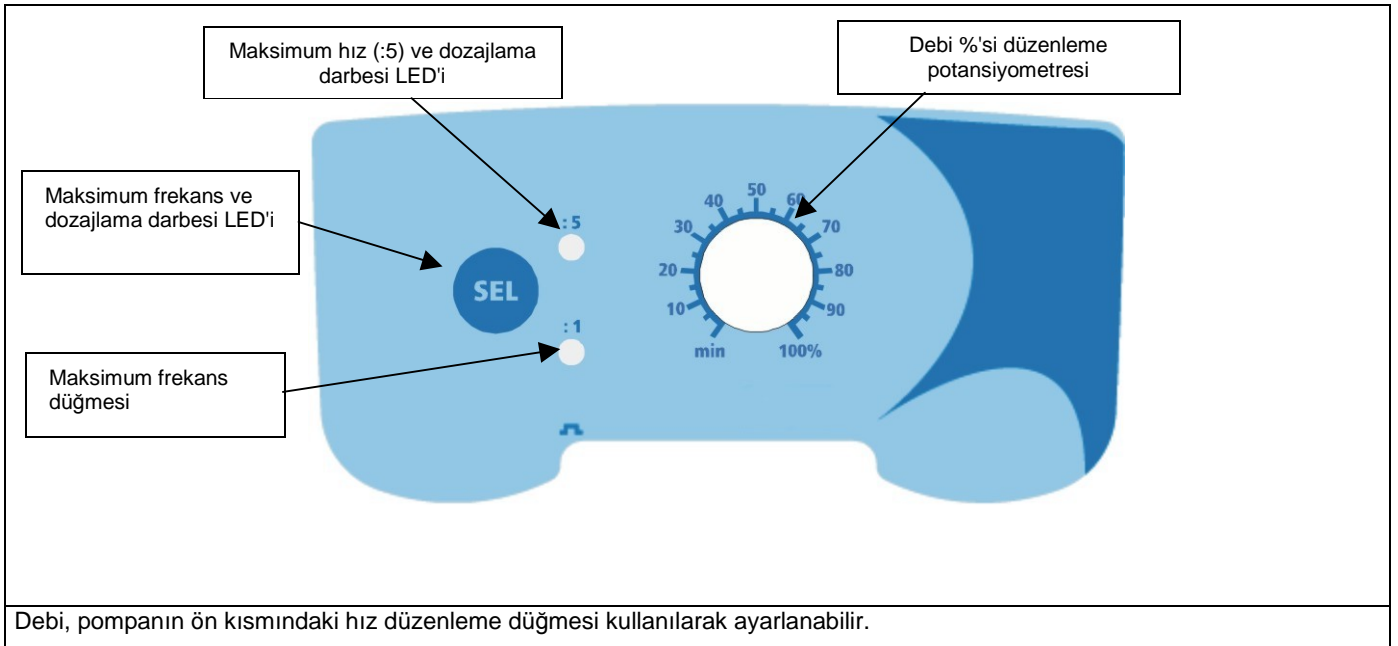 Maksimum hız (:5) ve dozajlama
darbesi LED'i
Debi %'si düzenleme
potansiyometresi
Maksimum frekans ve
dozajlama darbesi LED'i
Maksimum frekans
düğmesi
SEL
: 5
: 1
min
10
20
30
40
50
60
70
80
90
100%
Debi, pompanın ön kısmındaki hız düzenleme düğmesi kullanılarak ayarlanabilir.